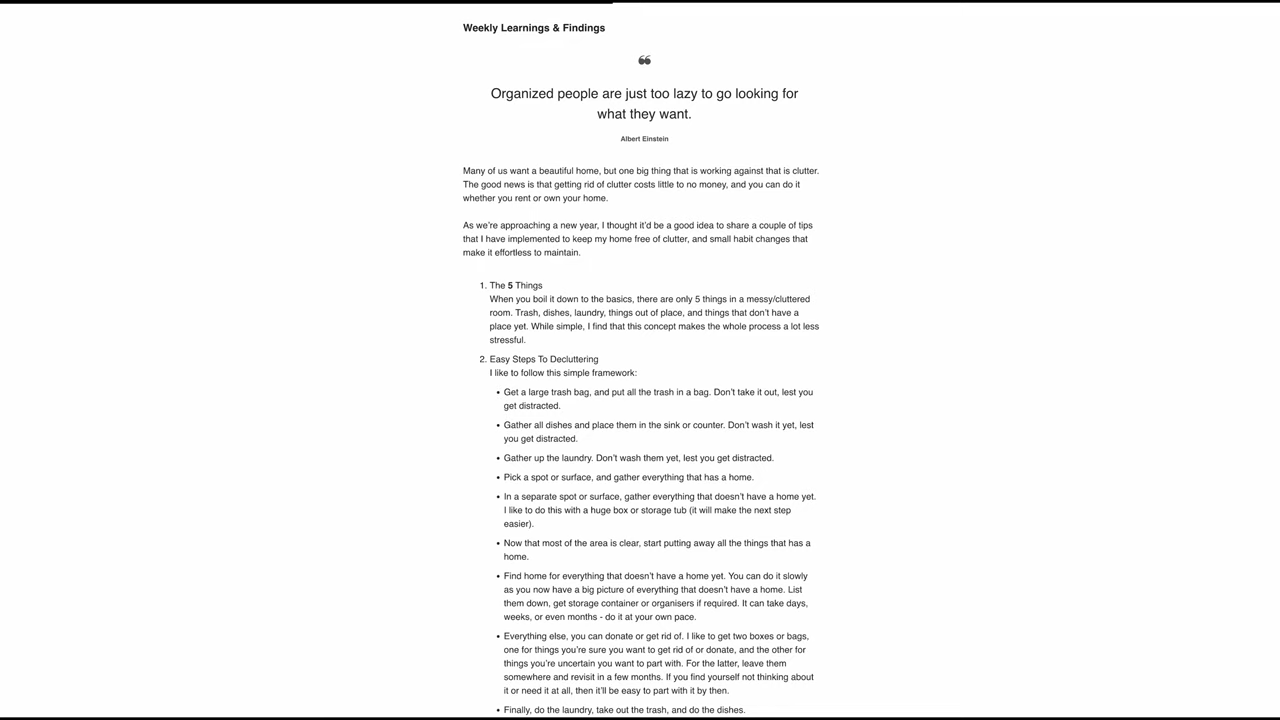 Weekly Learnings & Findings
❝
Organized people are just too lazy to go looking for
what they want.
Albert Einstein
Many of us want a beautiful home, but one big thing that is working against that is clutter.
The good news is that getting rid of clutter costs little to no money, and you can do it
whether you rent or own your home.
As we’re approaching a new year, I thought it’d be a good idea to share a couple of tips
that I have implemented to keep my home free of clutter, and small habit changes that
make it effortless to maintain.
1. The 5 Things
When you boil it down to the basics, there are only 5 things in a messy/cluttered
room. Trash, dishes, laundry, things out of place, and things that don’t have a
place yet. While simple, I find that this concept makes the whole process a lot less
stressful.
2. Easy Steps To Decluttering
I like to follow this simple framework:
• Get a large trash bag, and put all the trash in a bag. Don’t take it out, lest you
get distracted.
• Gather all dishes and place them in the sink or counter. Don’t wash it yet, lest
you get distracted.
• Gather up the laundry. Don’t wash them yet, lest you get distracted.
• Pick a spot or surface, and gather everything that has a home.
• In a separate spot or surface, gather everything that doesn’t have a home yet.
I like to do this with a huge box or storage tub (it will make the next step
easier).
• Now that most of the area is clear, start putting away all the things that has a
home.
• Find home for everything that doesn’t have a home yet. You can do it slowly
as you now have a big picture of everything that doesn’t have a home. List
them down, get storage container or organisers if required. It can take days,
weeks, or even months - do it at your own pace.
• Everything else, you can donate or get rid of. I like to get two boxes or bags,
one for things you’re sure you want to get rid of or donate, and the other for
things you’re uncertain you want to part with. For the latter, leave them
somewhere and revisit in a few months. If you find yourself not thinking about
it or need it at all, then it’ll be easy to part with it by then.
• Finally, do the laundry, take out the trash, and do the dishes.